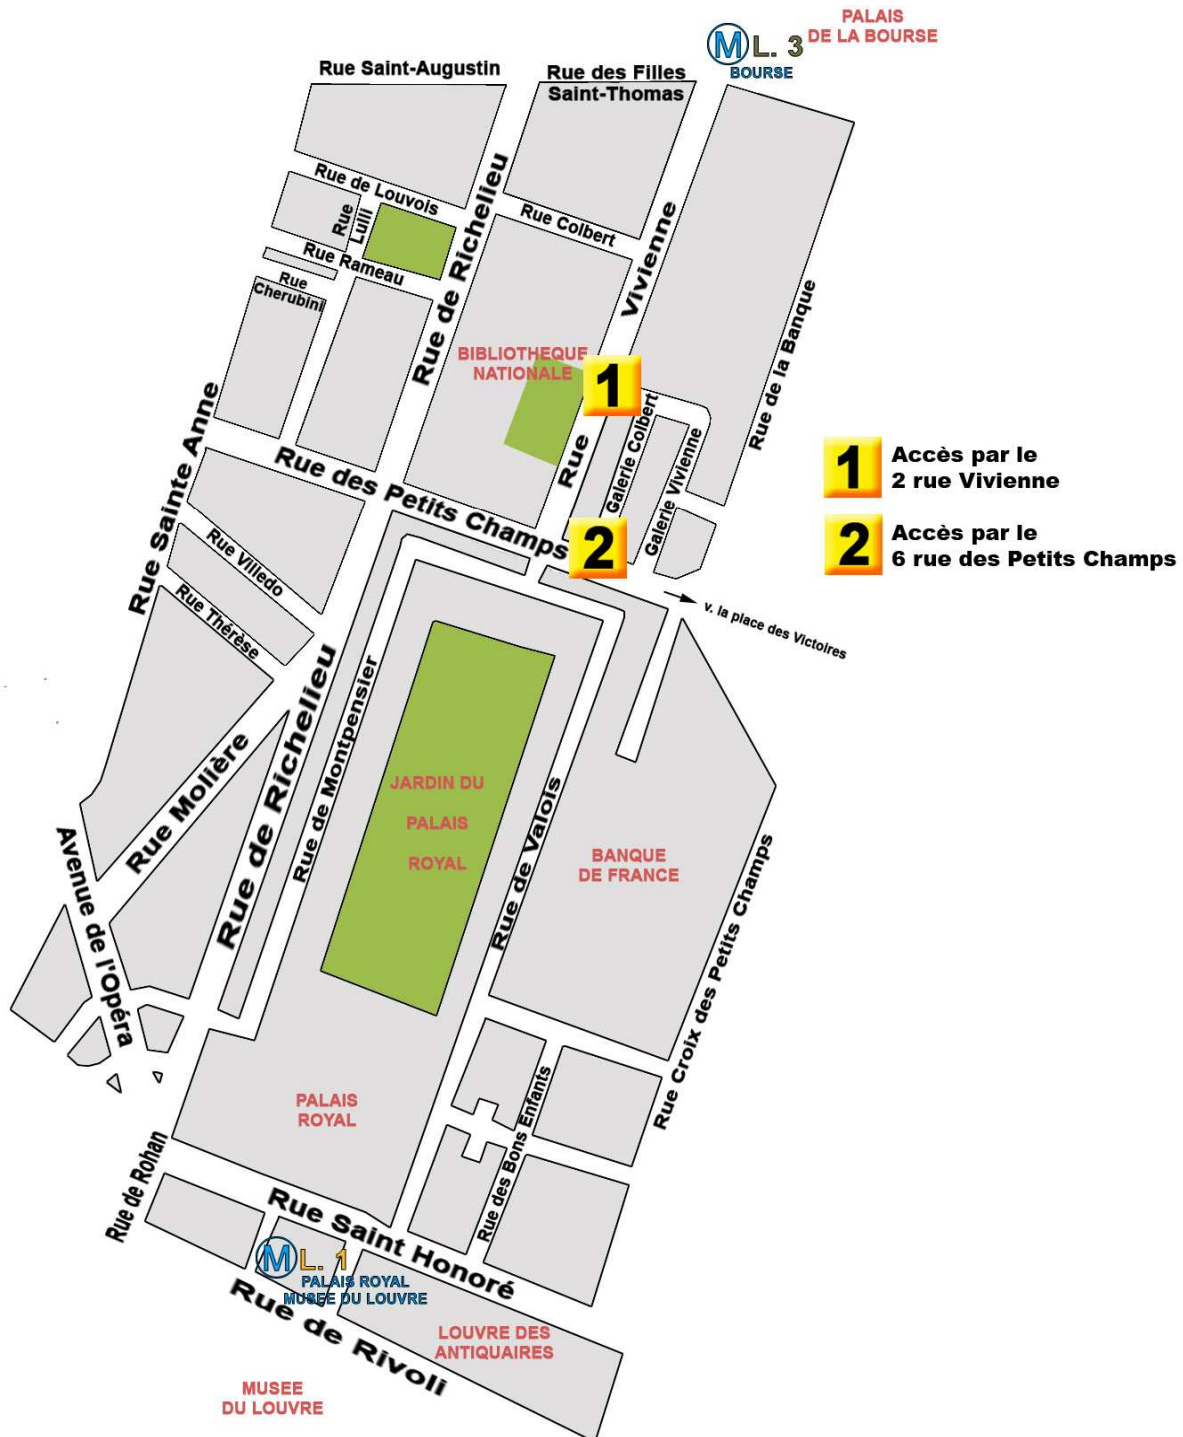 PALAIS
DE LA BOURSE
M L. 3
BOURSE
Rue Saint-Augustin
Rue des Filles
Saint-Thomas
Rue de Louvois
Rue
Lulli
Rue Rameau
Rue
Cherubini
Rue de Richelieu
Rue Colbert
Vivienne
Rue
Rue de la Banque
BIBLIOTHEQUE
NATIONALE
1
Galerie Colbert
Galerie Vivienne
1
Accès par le
2 rue Vivienne
2
Accès par le
6 rue des Petits Champs
Rue Sainte Anne
Rue des Petits Champs
2
v. la place des Victoires
Rue Villedo
Rue Thérèse
Rue Molière
Rue de Richelieu
Rue de Montpensier
JARDIN DU
PALAIS
ROYAL
Rue de Valois
BANQUE
DE FRANCE
Rue Croix des Petits Champs
Avenue de l'Opéra
PALAIS
ROYAL
Rue des Bons Enfants
Rue de Rohan
Rue Saint Honoré
M L. 1
PALAIS ROYAL
MUSEE DU LOUVRE
Rue de Rivoli
LOUVRE DES
ANTIQUAIRES
MUSEE
DU LOUVRE